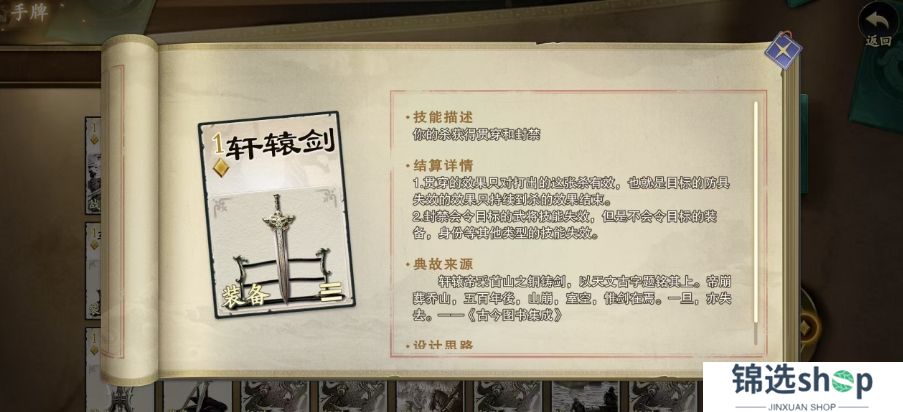 手牌
返回
1
轩辕剑
装备
·技能描述
你的杀获得贯穿和封禁
·结算详情
1.贯穿的效果只对打出的这张杀有效，也就是目标的防具
失效的效果只持续到杀的效果结束。
2.封禁会令目标的武将技能失效，但是不会令目标的装
备，身份等其他类型的技能失效。
·典故来源
轩辕帝采首山之铜铸剑，以天文古字题铭其上。帝崩
葬乔山，五百年後，山崩，室空，惟剑在焉。一旦，亦失
去。——《古今图书集成》
·设计思路
锦选shop
JINXUAN SHOP